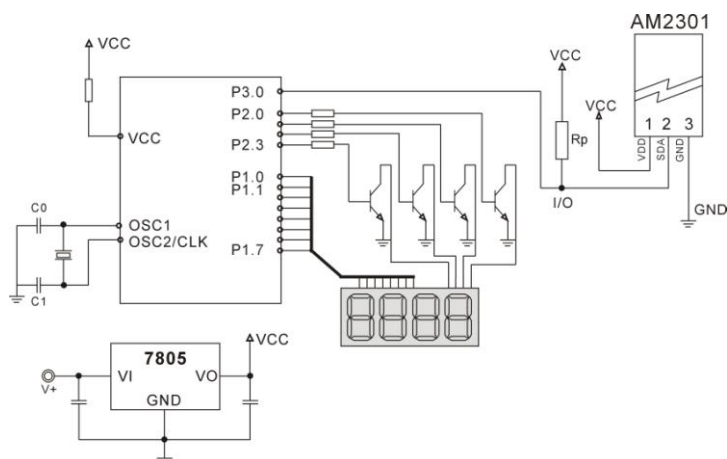 AM2301
VCC
VCC
VCC
P3.0
P2.0
P2.3
P1.0
P1.1
P1.7
VCC
OSC1
OSC2/CLK
C0
C1
Rp
1 2 3
VDD
SDA
GND
I/O
GND
7805
VI VO
GND
V+
VCC